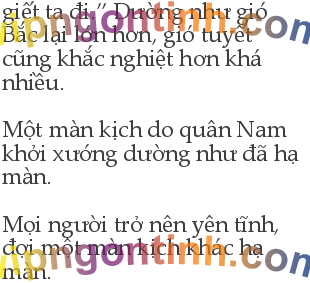 giết ta đi.” Dường như gió
Bắc lại lớn hơn, gió tuyết
cũng khắc nghiệt hơn khá
nhiều.
Một màn kịch do quân Nam
khởi xướng dường như đã hạ
màn.
Mọi người trở nên yên tĩnh,
đợi một màn kịch khác hạ
màn.